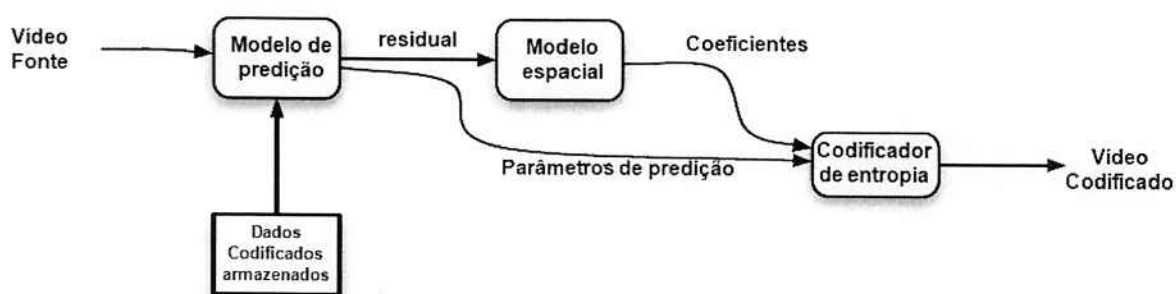 Vídeo
Fonte
Modelo de
predição
residual
Modelo
espacial
Coeficientes
Parâmetros de predição
Codificador
de entropia
Vídeo
Codificado
Dados
Codificados
armazenados